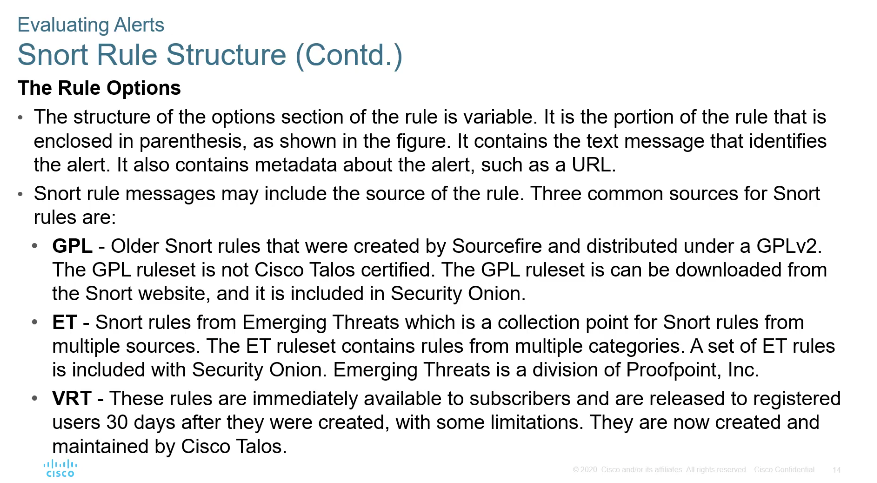 Evaluating Alerts
Snort Rule Structure (Contd.)
The Rule Options
• The structure of the options section of the rule is variable. It is the portion of the rule that is
enclosed in parenthesis, as shown in the figure. It contains the text message that identifies
the alert. It also contains metadata about the alert, such as a URL.
• Snort rule messages may include the source of the rule. Three common sources for Snort
rules are:
• GPL - Older Snort rules that were created by Sourcefire and distributed under a GPLv2.
The GPL ruleset is not Cisco Talos certified. The GPL ruleset is can be downloaded from
the Snort website, and it is included in Security Onion.
• ET - Snort rules from Emerging Threats which is a collection point for Snort rules from
multiple sources. The ET ruleset contains rules from multiple categories. A set of ET rules
is included with Security Onion. Emerging Threats is a division of Proofpoint, Inc.
• VRT - These rules are immediately available to subscribers and are released to registered
users 30 days after they were created, with some limitations. They are now created and
maintained by Cisco Talos.
CISCO
© 2020 Cisco and/or its affiliates. All rights reserved. Cisco Confidential 14